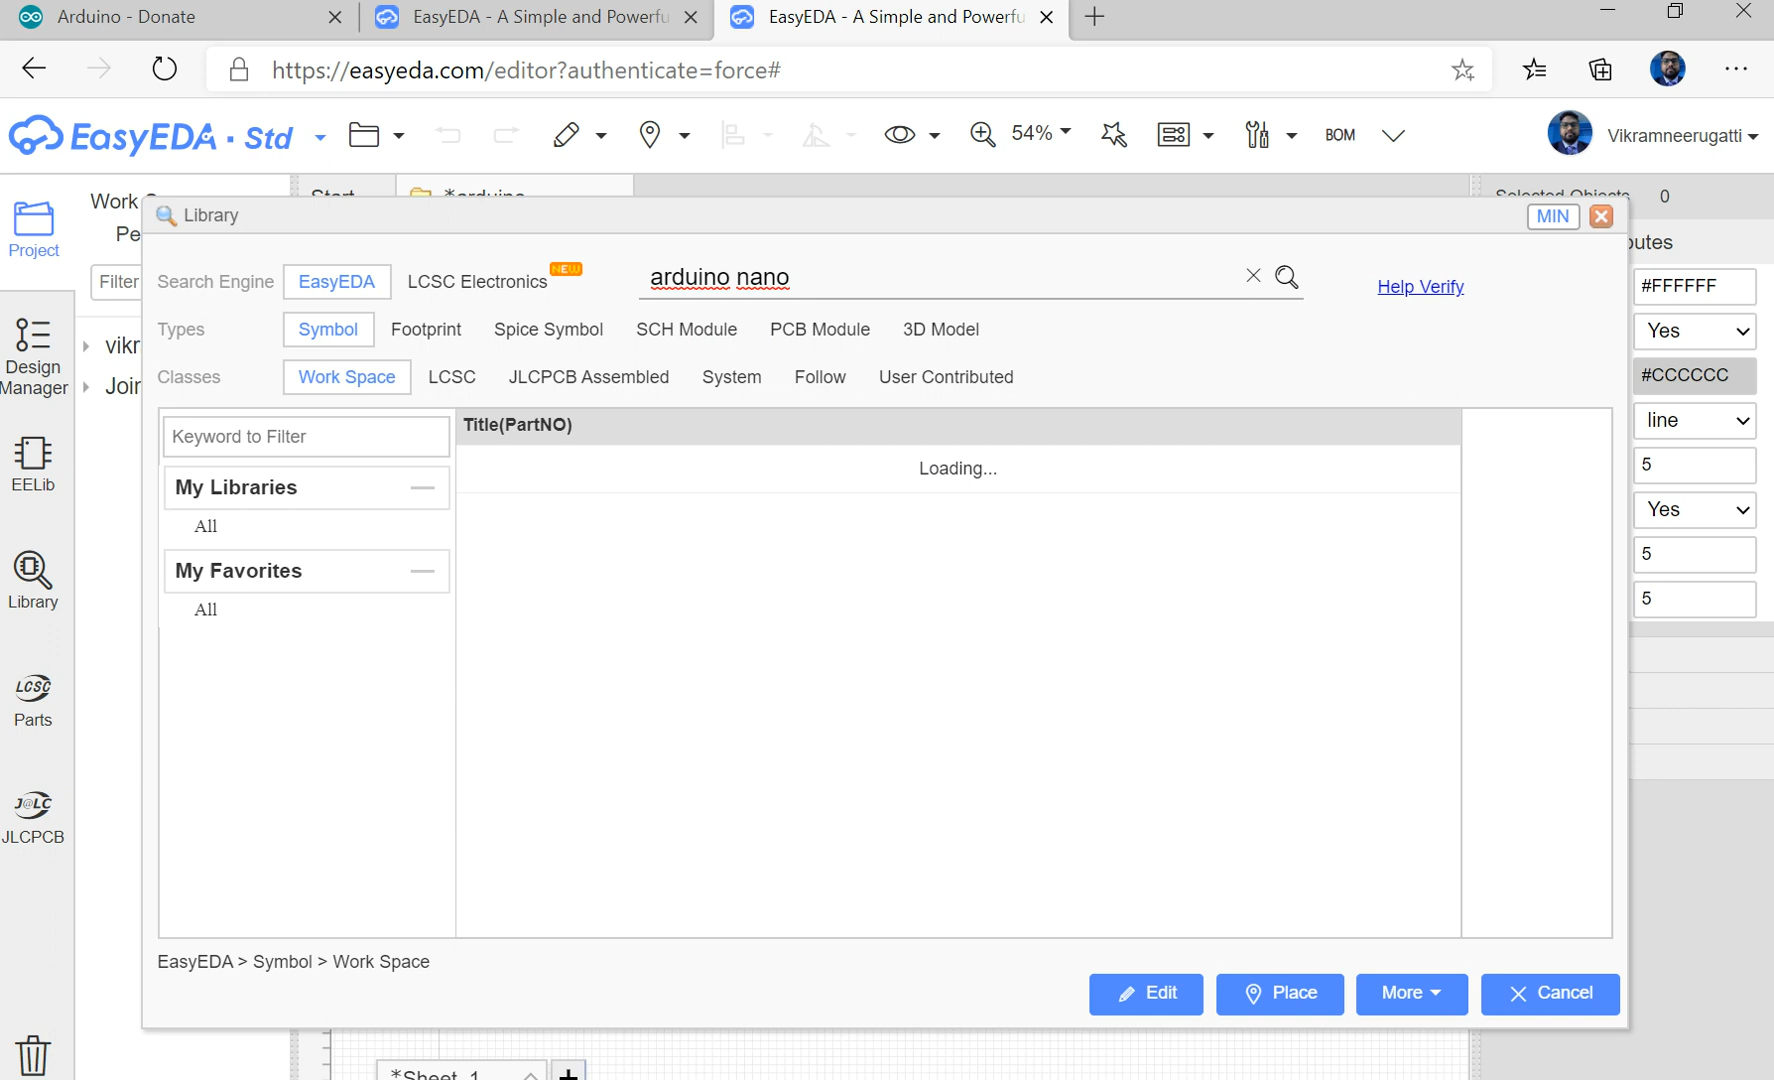 Arduino - Donate
EasyEDA - A Simple and Powerfu
EasyEDA - A Simple and Powerfu
https://easyeda.com/editor?authenticate=force#
EasyEDA · Std
54%
BOM
Vikramneerugatti
Project
Design
Manager
EELib
Library
LCSC
Parts
J@LC
JLCPCB
Work
Pe
Filter
vikr
Join
Start
*arduino
Selected Objects 0
butes
#FFFFFF
Yes
#CCCCCC
line
5
Yes
5
5
Library
MIN
Search Engine EasyEDA LCSC Electronics NEW
arduino nano
Help Verify
Types Symbol Footprint Spice Symbol SCH Module PCB Module 3D Model
Classes Work Space LCSC JLCPCB Assembled System Follow User Contributed
Keyword to Filter
My Libraries
All
My Favorites
All
Title(PartNO)
Loading...
EasyEDA > Symbol > Work Space
Edit Place More Cancel
*Sheet_1